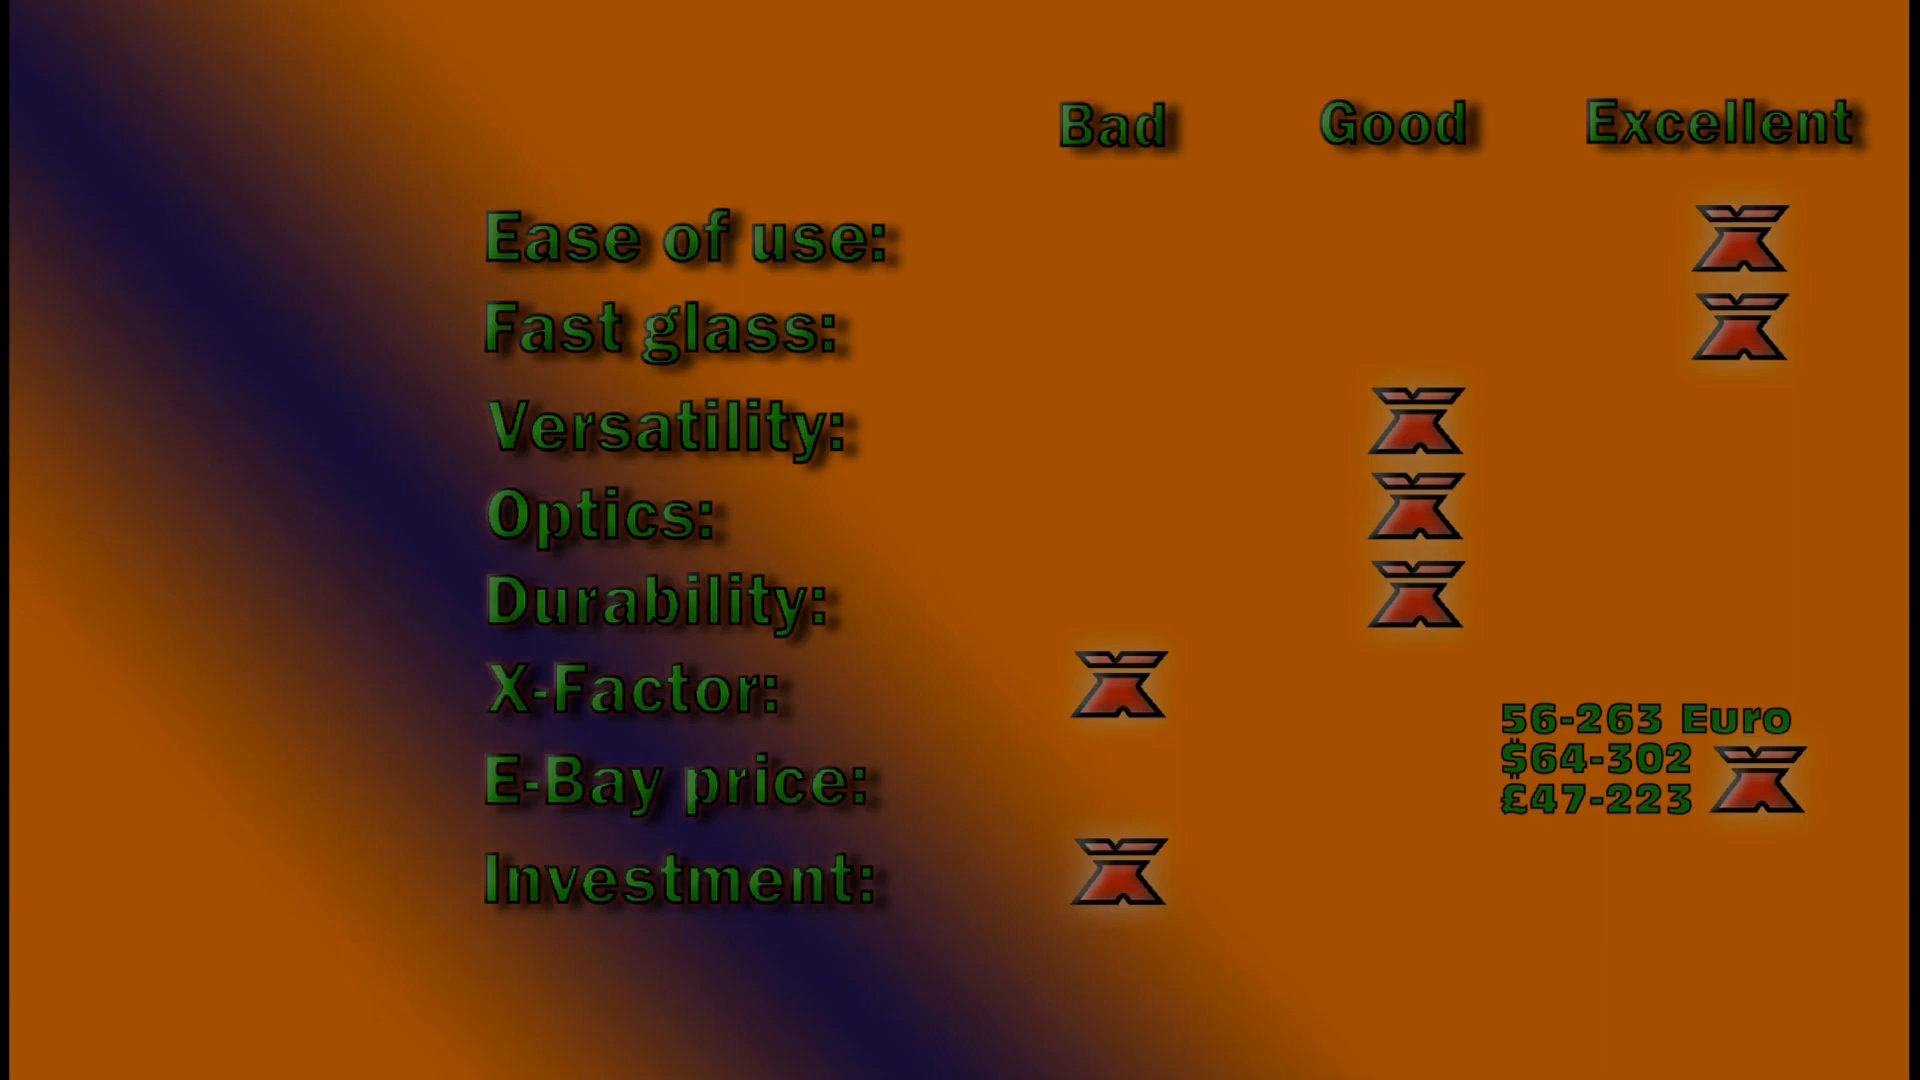 Bad Good Excellent
Ease of use:
Fast glass:
Versatility:
Optics:
Durability:
X-Factor:
56-263 Euro
$64-302
E-Bay price:
£47-223
Investment: